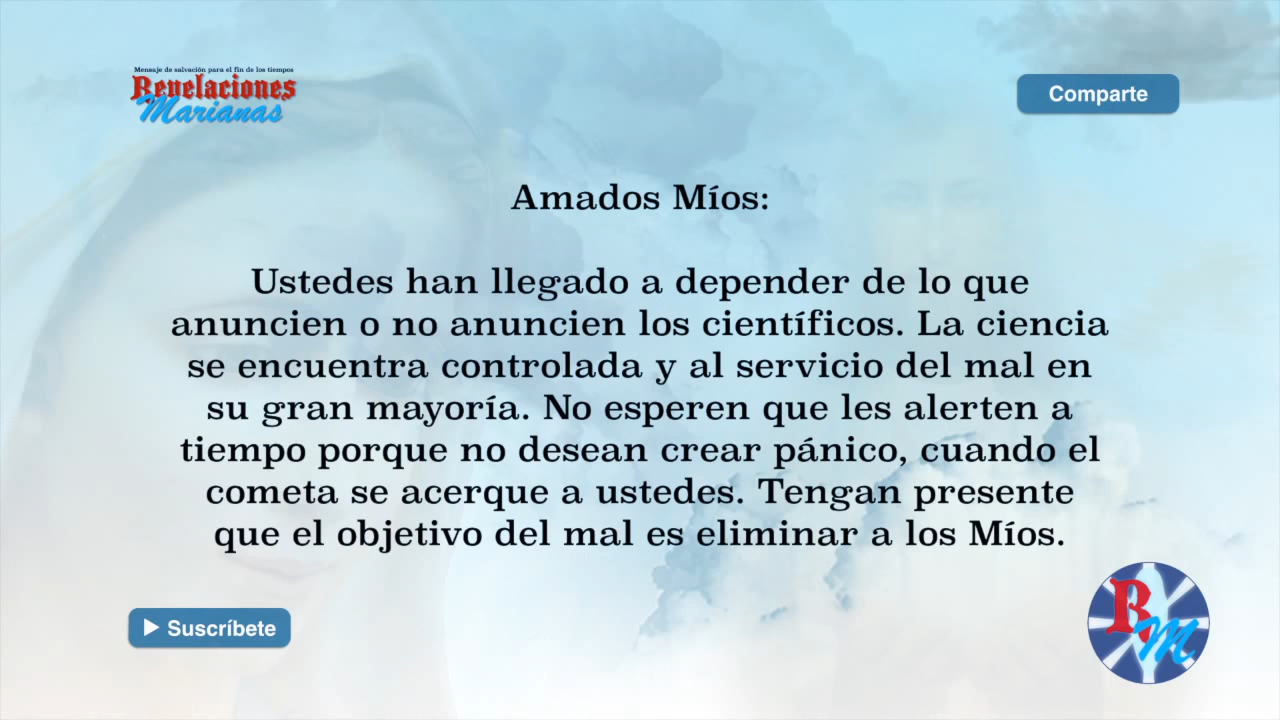 Mensaje de salvación para el fin de los tiempos
Revelaciones
Marianas
Comparte
Amados Míos:
Ustedes han llegado a depender de lo que
anuncien o no anuncien los científicos. La ciencia
se encuentra controlada y al servicio del mal en
su gran mayoría. No esperen que les alerten a
tiempo porque no desean crear pánico, cuando el
cometa se acerque a ustedes. Tengan presente
que el objetivo del mal es eliminar a los Míos.
Suscríbete
RM